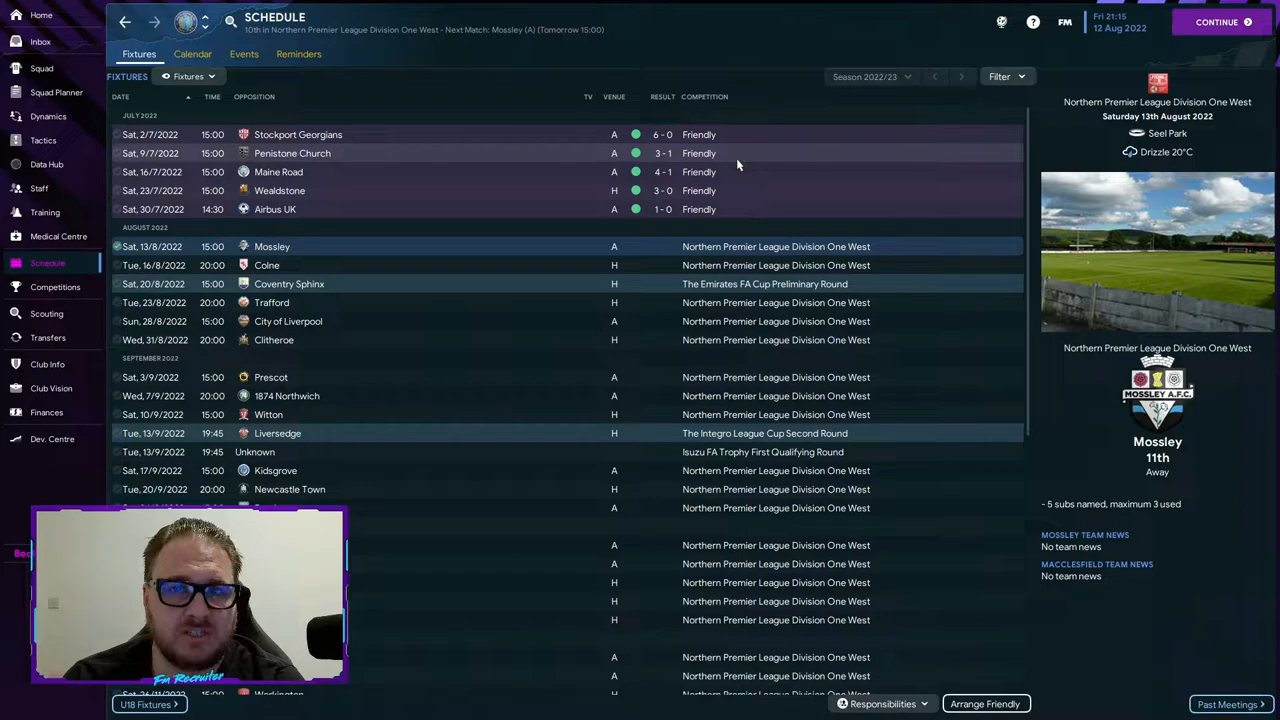 Home
Inbox
Squad
Squad Planner
Dynamics
Tactics
Data Hub
Staff
Training
Medical Centre
Schedule
Competitions
Scouting
Transfers
Club Info
Club Vision
Finances
Dev. Centre
SCHEDULE
10th in Northern Premier League Division One West - Next Match: Mossley (A) (Tomorrow 15:00)
FM
Fri 21:15
12 Aug 2022
CONTINUE
Fixtures Calendar Events Reminders
FIXTURES Fixtures Season 2022/23 Filter
DATE TIME OPPOSITION TV VENUE RESULT COMPETITION
JULY 2022
Sat, 2/7/2022 15:00 Stockport Georgians A 6 - 0 Friendly
Sat, 9/7/2022 15:00 Penistone Church A 3 - 1 Friendly
Sat, 16/7/2022 15:00 Maine Road A 4 - 1 Friendly
Sat, 23/7/2022 15:00 Wealdstone H 3 - 0 Friendly
Sat, 30/7/2022 14:30 Airbus UK A 1 - 0 Friendly
AUGUST 2022
Sat, 13/8/2022 15:00 Mossley A Northern Premier League Division One West
Tue, 16/8/2022 20:00 Colne H Northern Premier League Division One West
Sat, 20/8/2022 15:00 Coventry Sphinx H The Emirates FA Cup Preliminary Round
Tue, 23/8/2022 20:00 Trafford H Northern Premier League Division One West
Sun, 28/8/2022 15:00 City of Liverpool A Northern Premier League Division One West
Wed, 31/8/2022 20:00 Clitheroe H Northern Premier League Division One West
SEPTEMBER 2022
Sat, 3/9/2022 15:00 Prescot A Northern Premier League Division One West
Wed, 7/9/2022 20:00 1874 Northwich A Northern Premier League Division One West
Sat, 10/9/2022 15:00 Witton H Northern Premier League Division One West
Tue, 13/9/2022 19:45 Liversedge H The Integro League Cup Second Round
Tue, 13/9/2022 19:45 Unknown Isuzu FA Trophy First Qualifying Round
Sat, 17/9/2022 15:00 Kidsgrove A Northern Premier League Division One West
Tue, 20/9/2022 20:00 Newcastle Town H Northern Premier League Division One West
A Northern Premier League Division One West
A Northern Premier League Division One West
A Northern Premier League Division One West
H Northern Premier League Division One West
H Northern Premier League Division One West
H Northern Premier League Division One West
A Northern Premier League Division One West
A Northern Premier League Division One West
Sat, 26/11/2022 15:00 Workington H Northern Premier League Division One West
Fm Recruiter
U18 Fixtures
Responsibilities
Arrange Friendly
Past Meetings
Northern Premier League Division One West
Saturday 13th August 2022
Seel Park
Drizzle 20°C
Northern Premier League Division One West
MOSSLEY A.F.C.
Mossley
11th
Away
- 5 subs named, maximum 3 used
MOSSLEY TEAM NEWS
No team news
MACCLESFIELD TEAM NEWS
No team news